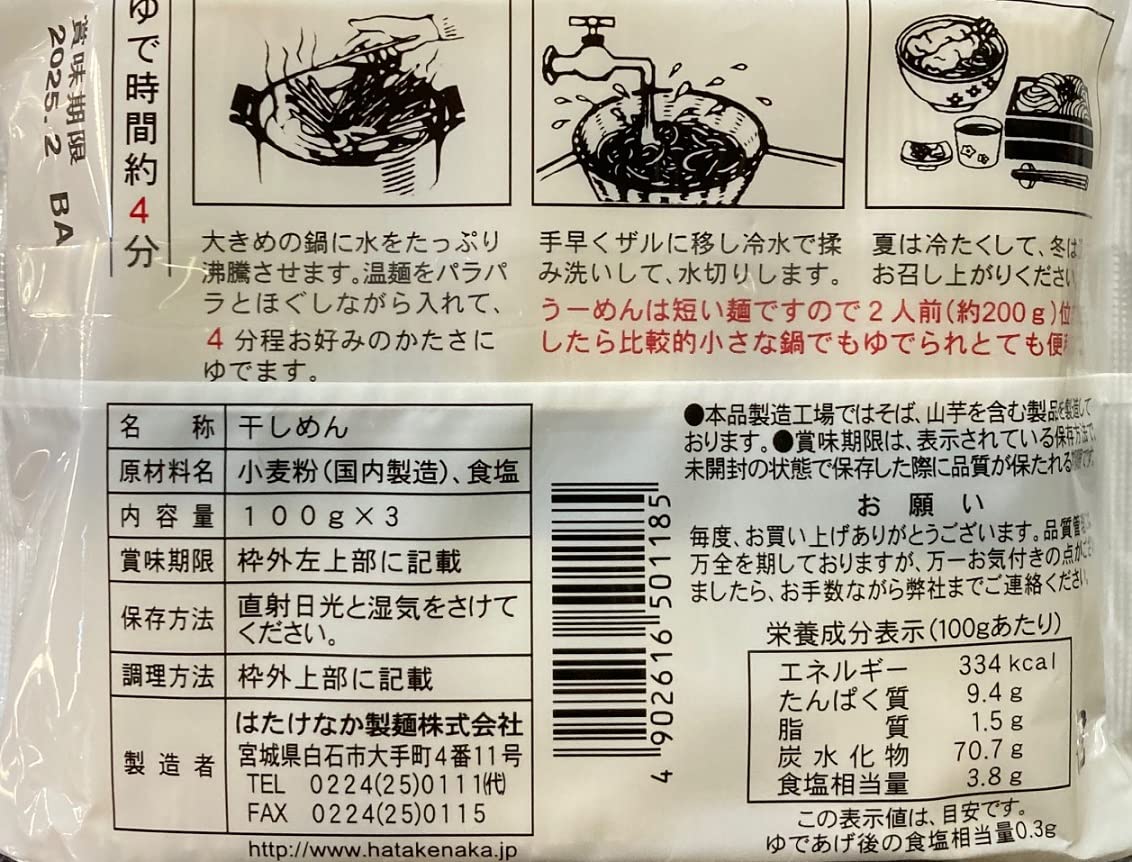 賞味期限
2025.2 BA
ゆで時間約4分
大きめの鍋に水をたっぷり
沸騰させます。温麺をパラパ
ラとほぐしながら入れて、
4 分程お好みのかたさに
ゆでます。
手早くザルに移し冷水で揉
み洗いして、水切りします。
夏は冷たくして、冬は
お召し上がりください
うーめんは短い麺ですので2人前(約200g)位
したら比較的小さな鍋でもゆでられとても便
名 称 干しめん
原材料名 小麦粉(国内製造)、食塩
内容量 100g×3
賞味期限 枠外左上部に記載
保存方法 直射日光と湿気をさけて
ください。
調理方法 枠外上部に記載
製造者 はたけなか製麺株式会社
宮城県白石市大手町4番11号
TEL 0224(25)0111㈹
FAX 0224(25)0115
http://www.hatakenaka.jp
4 902616 501185
●本品製造工場ではそば、山芋を含む製品を製造して
おります。●賞味期限は、表示されている保存方法で、
未開封の状態で保存した際に品質が保たれる
お願い
毎度、お買い上げありがとうございます。品質管
万全を期しておりますが、万一お気付きの点が
ましたら、お手数ながら弊社までご連絡ください。
栄養成分表示(100gあたり)
エネルギー 334kcal
たんぱく質 9.4g
脂質 1.5g
炭水化物 70.7g
食塩相当量 3.8g
この表示値は、目安です。
ゆであげ後の食塩相当量0.3g